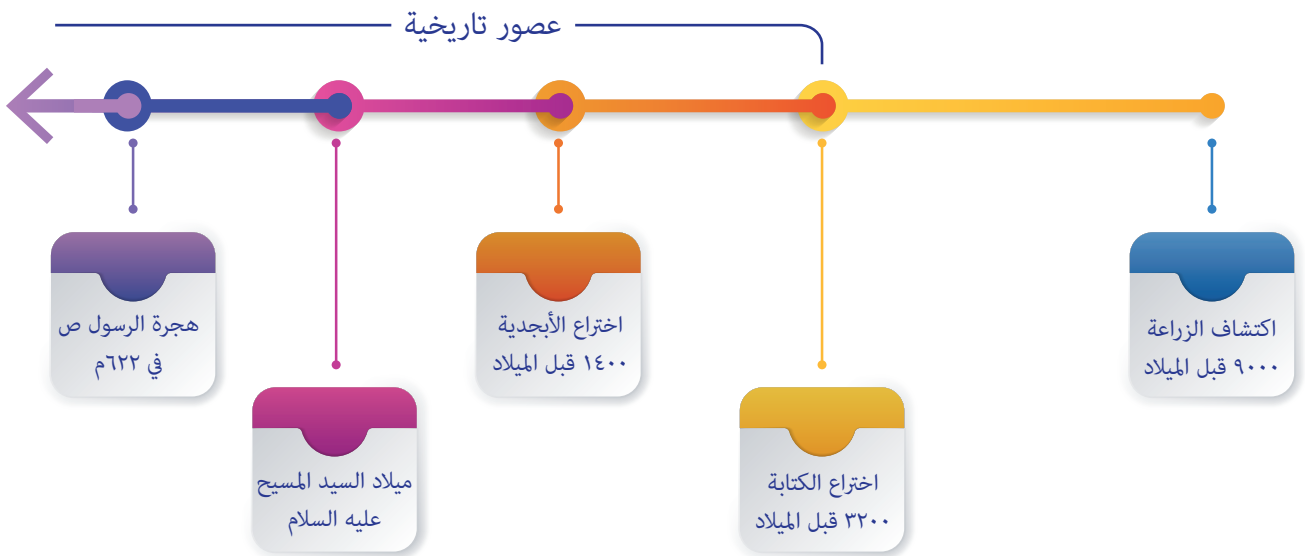 عصور تاريخية
اكتشاف الزراعة
٩٠٠٠ قبل الميلاد
اختراع الكتابة
٣٢٠٠ قبل الميلاد
اختراع الأبجدية
١٤٠٠ قبل الميلاد
ميلاد السيد المسيح
عليه السلام
هجرة الرسول ص
في ٦٢٢م